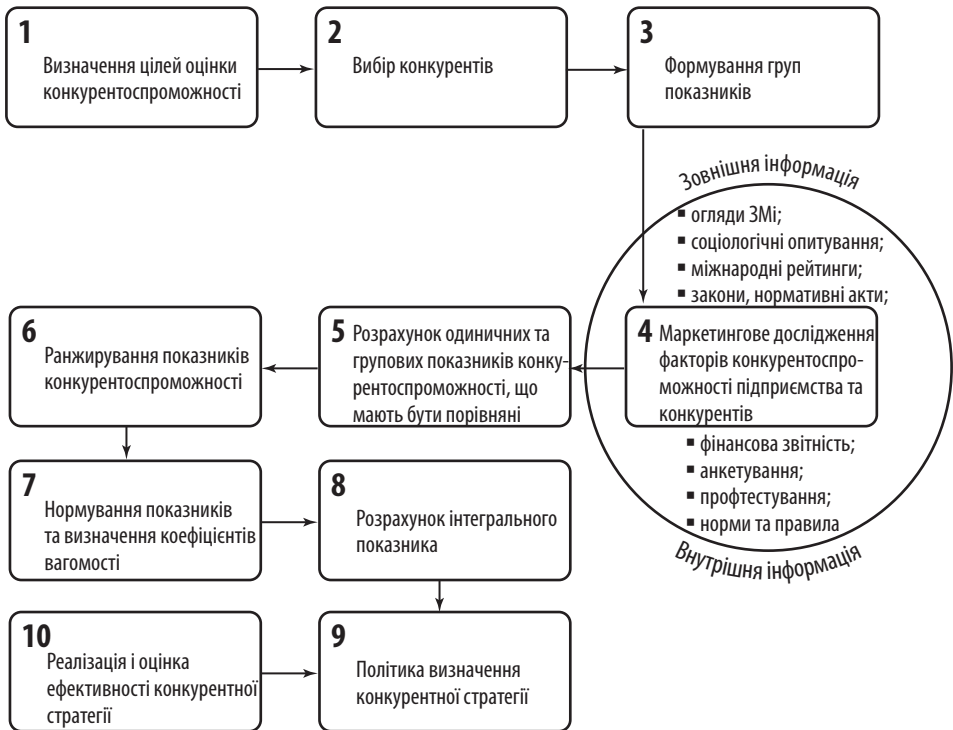 1
Визначення цілей оцінки
конкурентоспроможності
2
Вибір конкурентів
3
Формування груп
показників
Зовнішня інформація
▪ огляди ЗМі;
▪ соціологічні опитування;
▪ міжнародні рейтинги;
▪ закони, нормативні акти;
4 Маркетингове дослідження
факторів конкурентоспро-
можності підприємства та
конкурентів
▪ фінансова звітність;
▪ анкетування;
▪ профтестування;
▪ норми та правила
Внутрішня інформація
5 Розрахунок одиничних та
групових показників конку-
рентоспроможності, що
мають бути порівняні
6
Ранжирування показників
конкурентоспроможності
7
Нормування показників
та визначення коефіцієнтів
вагомості
8
Розрахунок інтегрального
показника
9
Політика визначення
конкурентної стратегії
10
Реалізація і оцінка
ефективності конкурентної
стратегії